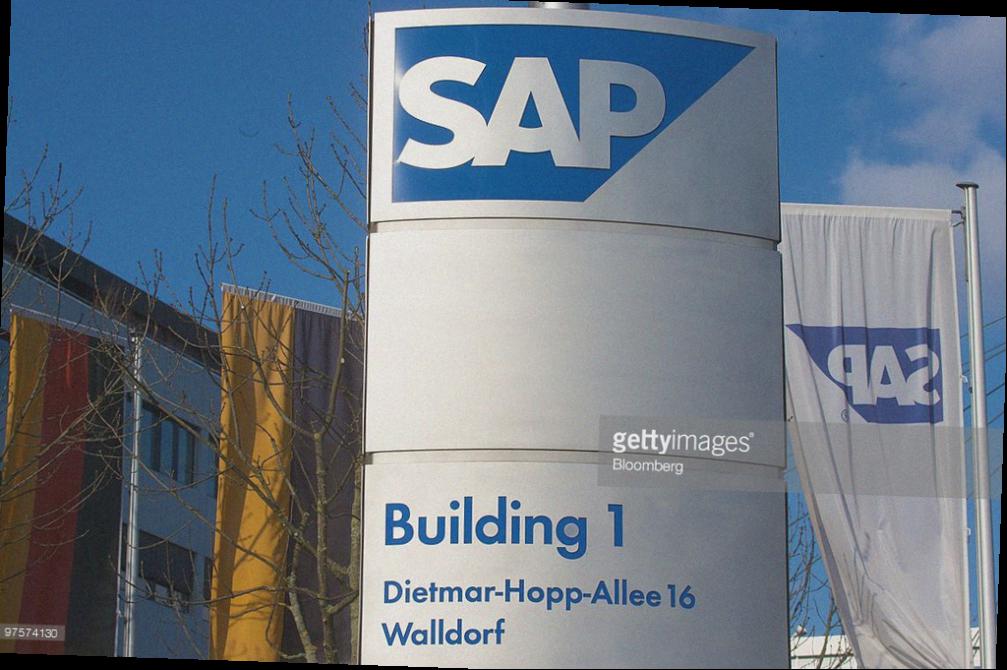 SAP
SAP
®
gettyimages®
Bloomberg
Building 1
Dietmar-Hopp-Allee 16
Walldorf
97574130